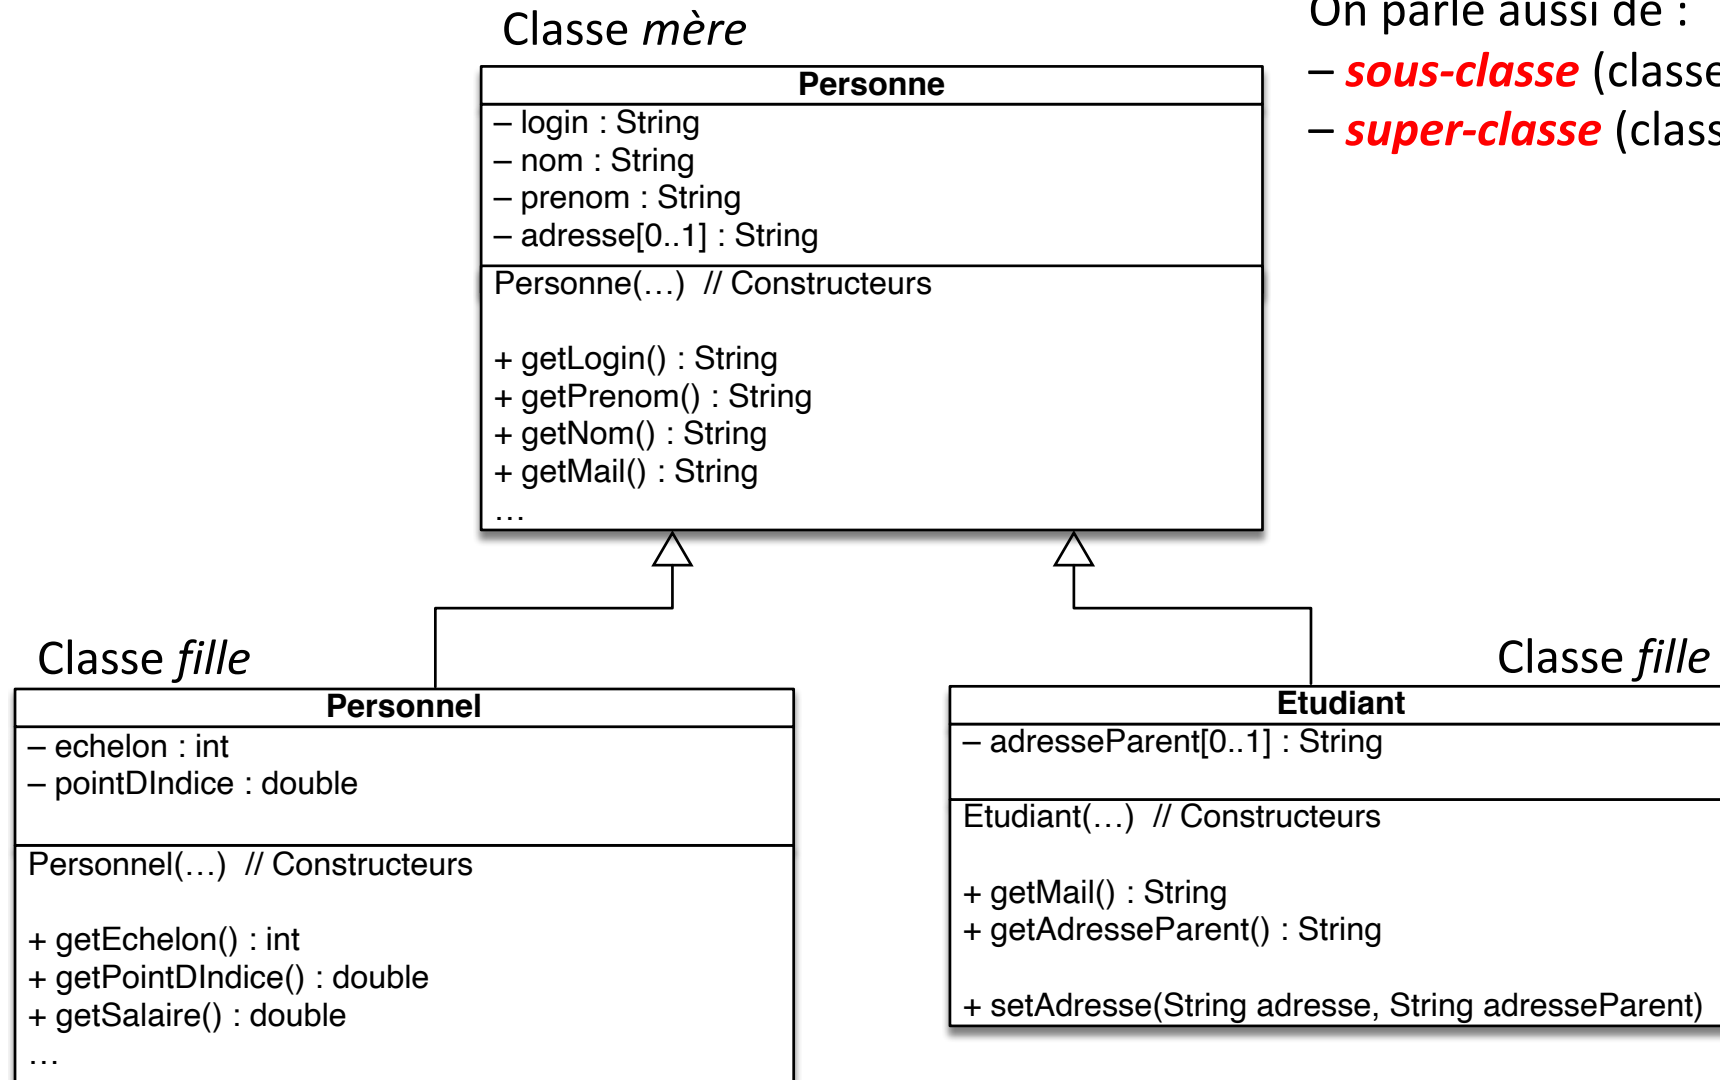 Classe mère
On parle aussi de :
– sous-classe (classe
– super-classe (class
Personne
– login : String
– nom : String
– prenom : String
– adresse[0..1] : String
Personne(…) // Constructeurs
+ getLogin() : String
+ getPrenom() : String
+ getNom() : String
+ getMail() : String
…
Classe fille
Personnel
– echelon : int
– pointDIndice : double
Personnel(…) // Constructeurs
+ getEchelon() : int
+ getPointDIndice() : double
+ getSalaire() : double
…
Classe fille
Etudiant
– adresseParent[0..1] : String
Etudiant(…) // Constructeurs
+ getMail() : String
+ getAdresseParent() : String
+ setAdresse(String adresse, String adresseParent)